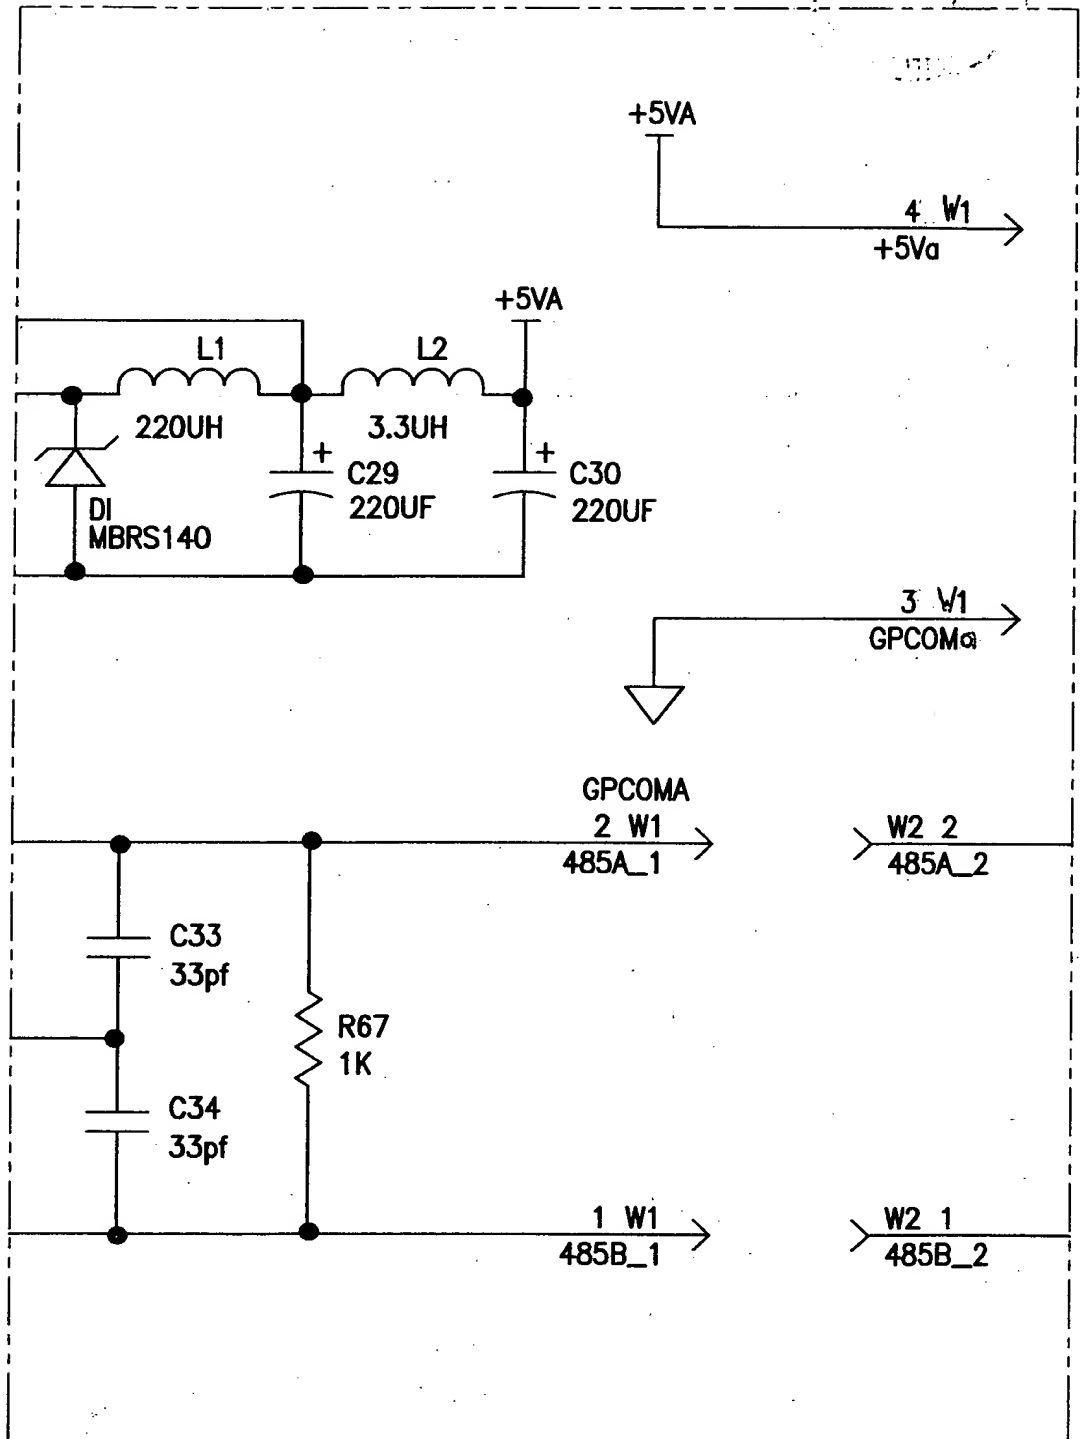 +5VA
4 W1
+5Va
+5VA
L1
L2
220UH
3.3UH
+
C29
220UF
+
C30
220UF
DI
MBRS140
3 W1
GPCOMa
GPCOMA
2 W1
485A_1
W2 2
485A_2
C33
33pf
R67
1K
C34
33pf
1 W1
485B_1
W2 1
485B_2